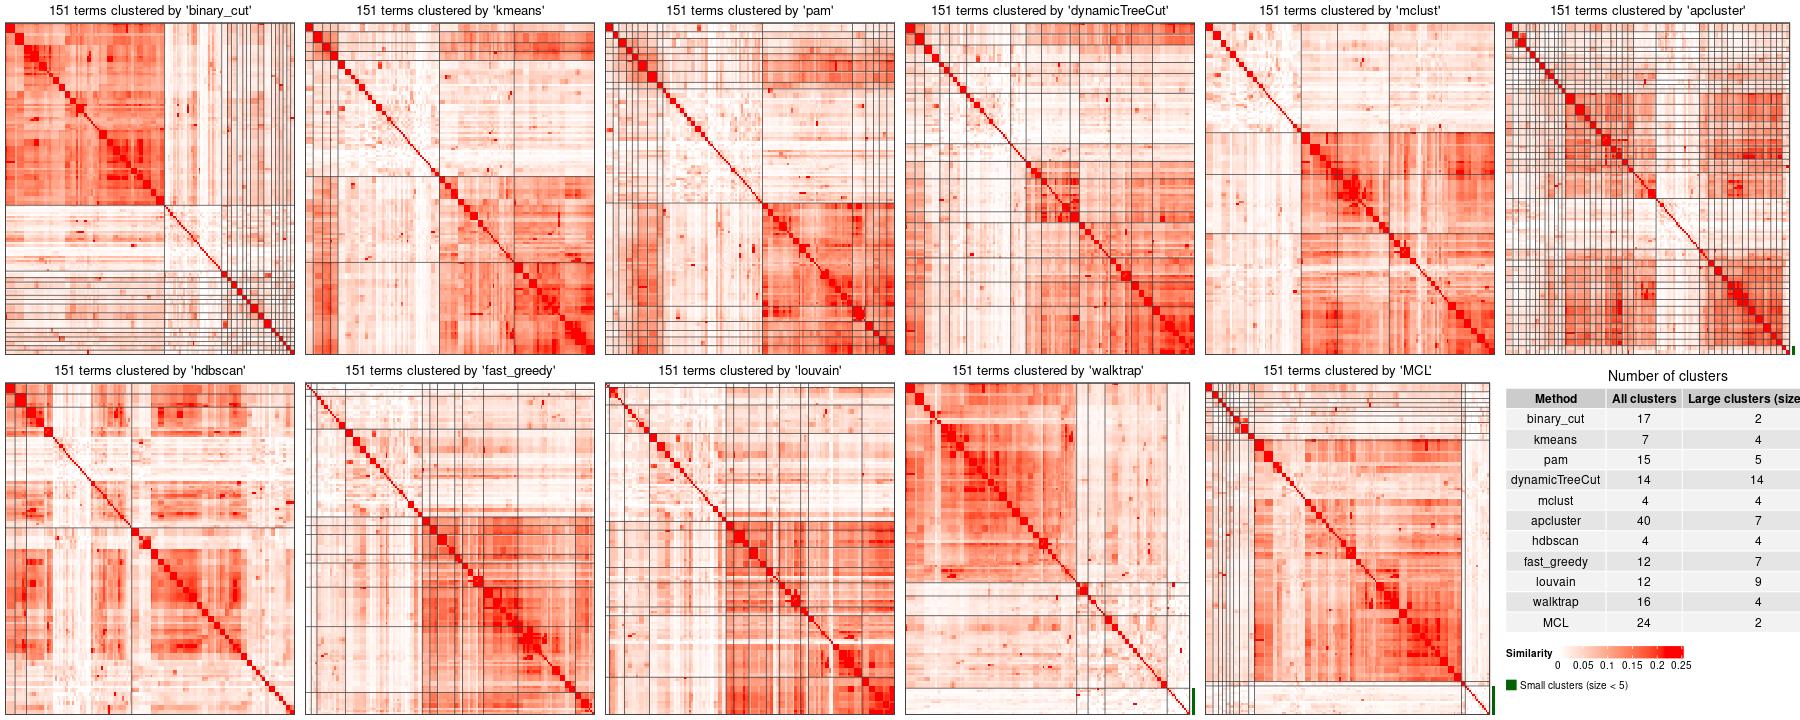 151 terms clustered by 'binary_cut'
151 terms clustered by 'kmeans'
151 terms clustered by 'pam'
151 terms clustered by 'dynamicTreeCut'
151 terms clustered by 'mclust'
151 terms clustered by 'apcluster'
151 terms clustered by 'hdbscan'
151 terms clustered by 'fast_greedy'
151 terms clustered by 'louvain'
151 terms clustered by 'walktrap'
151 terms clustered by 'MCL'
Number of clusters
Method All clusters Large clusters (size
binary_cut 17 2
kmeans 7 4
pam 15 5
dynamicTreeCut 14 14
mclust 4 4
apcluster 40 7
hdbscan 4 4
fast_greedy 12 7
louvain 12 9
walktrap 16 4
MCL 24 2
Similarity
0 0.05 0.1 0.15 0.2 0.25
Small clusters (size < 5)